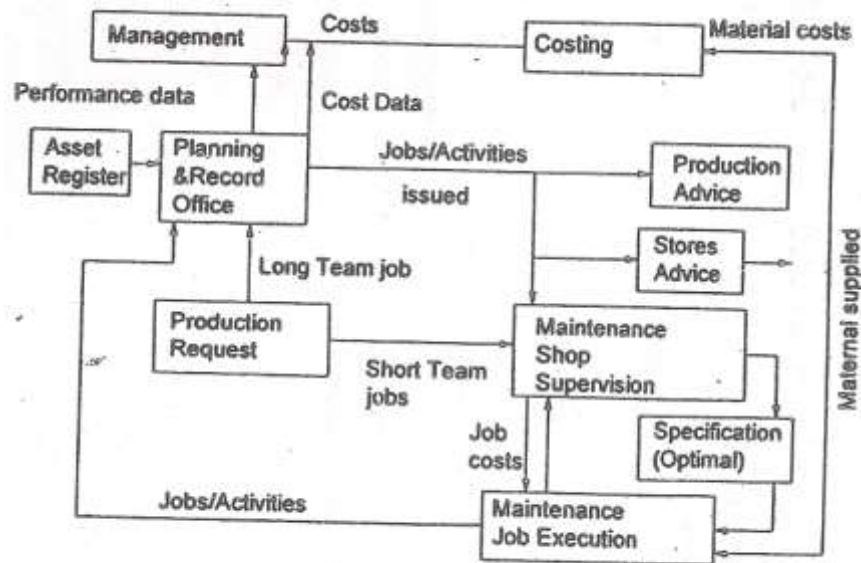 Management
Costs
Costing
Material costs
Performance data
Cost Data
Asset
Register
Planning
&Record
Office
Jobs/Activities
issued
Production
Advice
Long Team job
Stores
Advice
Production
Request
Short Team
jobs
Maintenance
Shop
Supervision
Maternal supplied
Job
costs
Specification
(Optimal)
Jobs/Activities
Maintenance
Job Execution